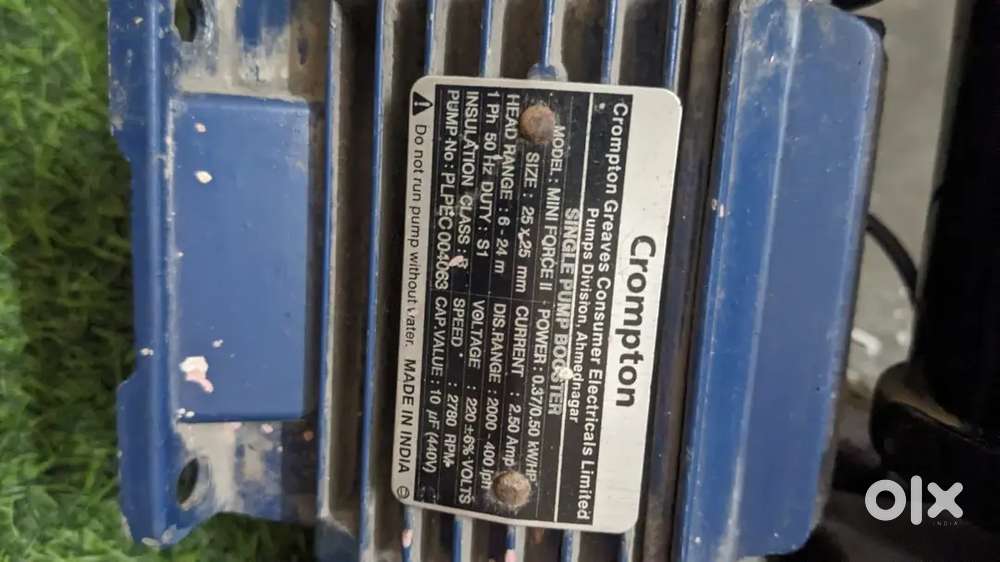 Crompton
Crompton Greaves Consumer Electricals Limited
Pumps Division, Ahmednagar
SINGLE PUMP BOOSTER
MODEL : MINI FORCE II POWER : 0.37/0.50 kW/HP
SIZE : 25 x 25 mm CURRENT : 2.50 Amp
HEAD RANGE : 6 - 24 m DIS.RANGE : 2000 - 400 lph
1 Ph 50 Hz DUTY : S1 VOLTAGE : 220±6% VOLTS
INSULATION CLASS : SPEED : 2780 RPM
PUMP-No : PLPEC004063 CAP.VALUE : 10 µF (440V)
Do not run pump without water. MADE IN INDIA
OLX
INDIA